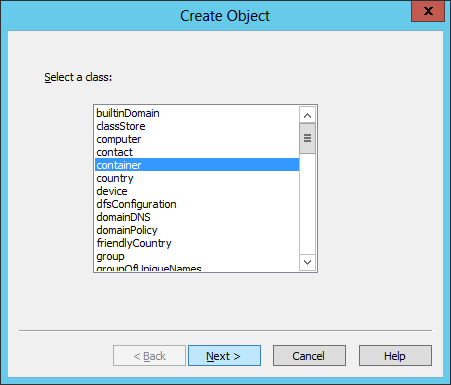 Create Object
x
Select a class:
builtinDomain
classStore
computer
contact
container
country
device
dfsConfiguration
domainDNS
domainPolicy
friendlyCountry
group
groupOfUniqueNames
< Back
Next >
Cancel
Help